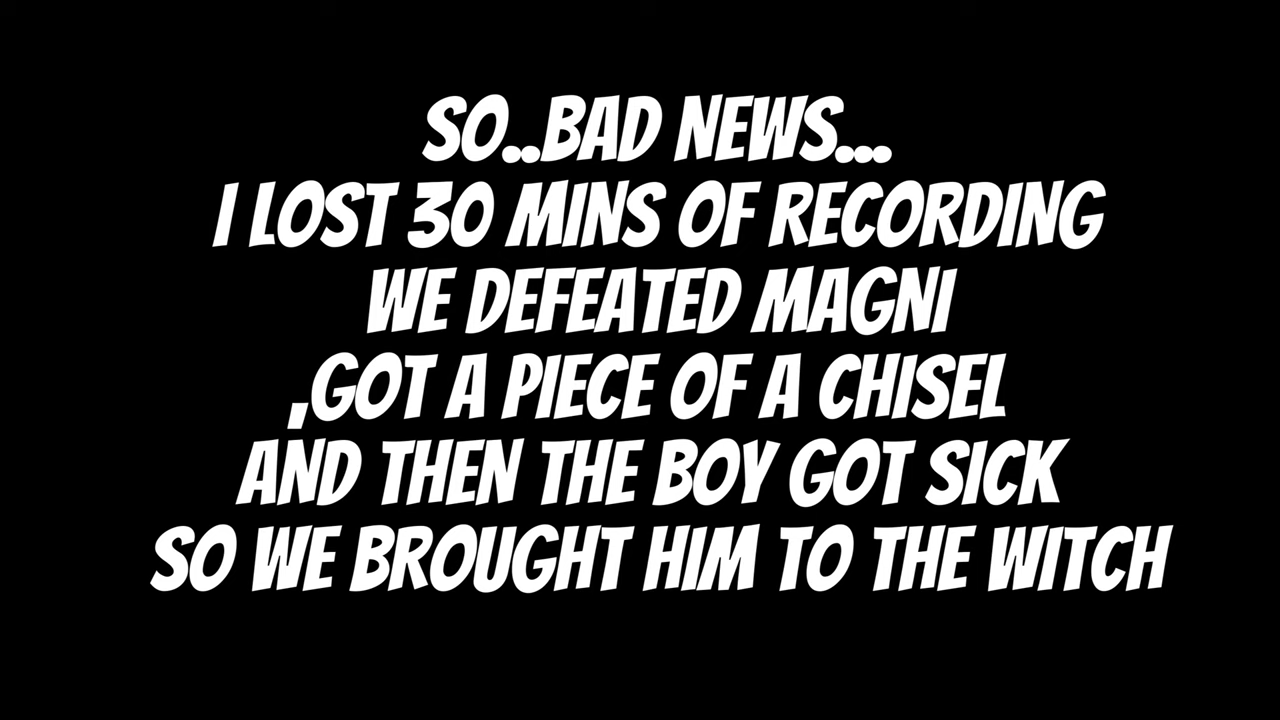 SO..BAD NEWS...
I LOST 30 MINS OF RECORDING
WE DEFEATED MAGNI
,GOT A PIECE OF A CHISEL
AND THEN THE BOY GOT SICK
SO WE BROUGHT HIM TO THE WITCH